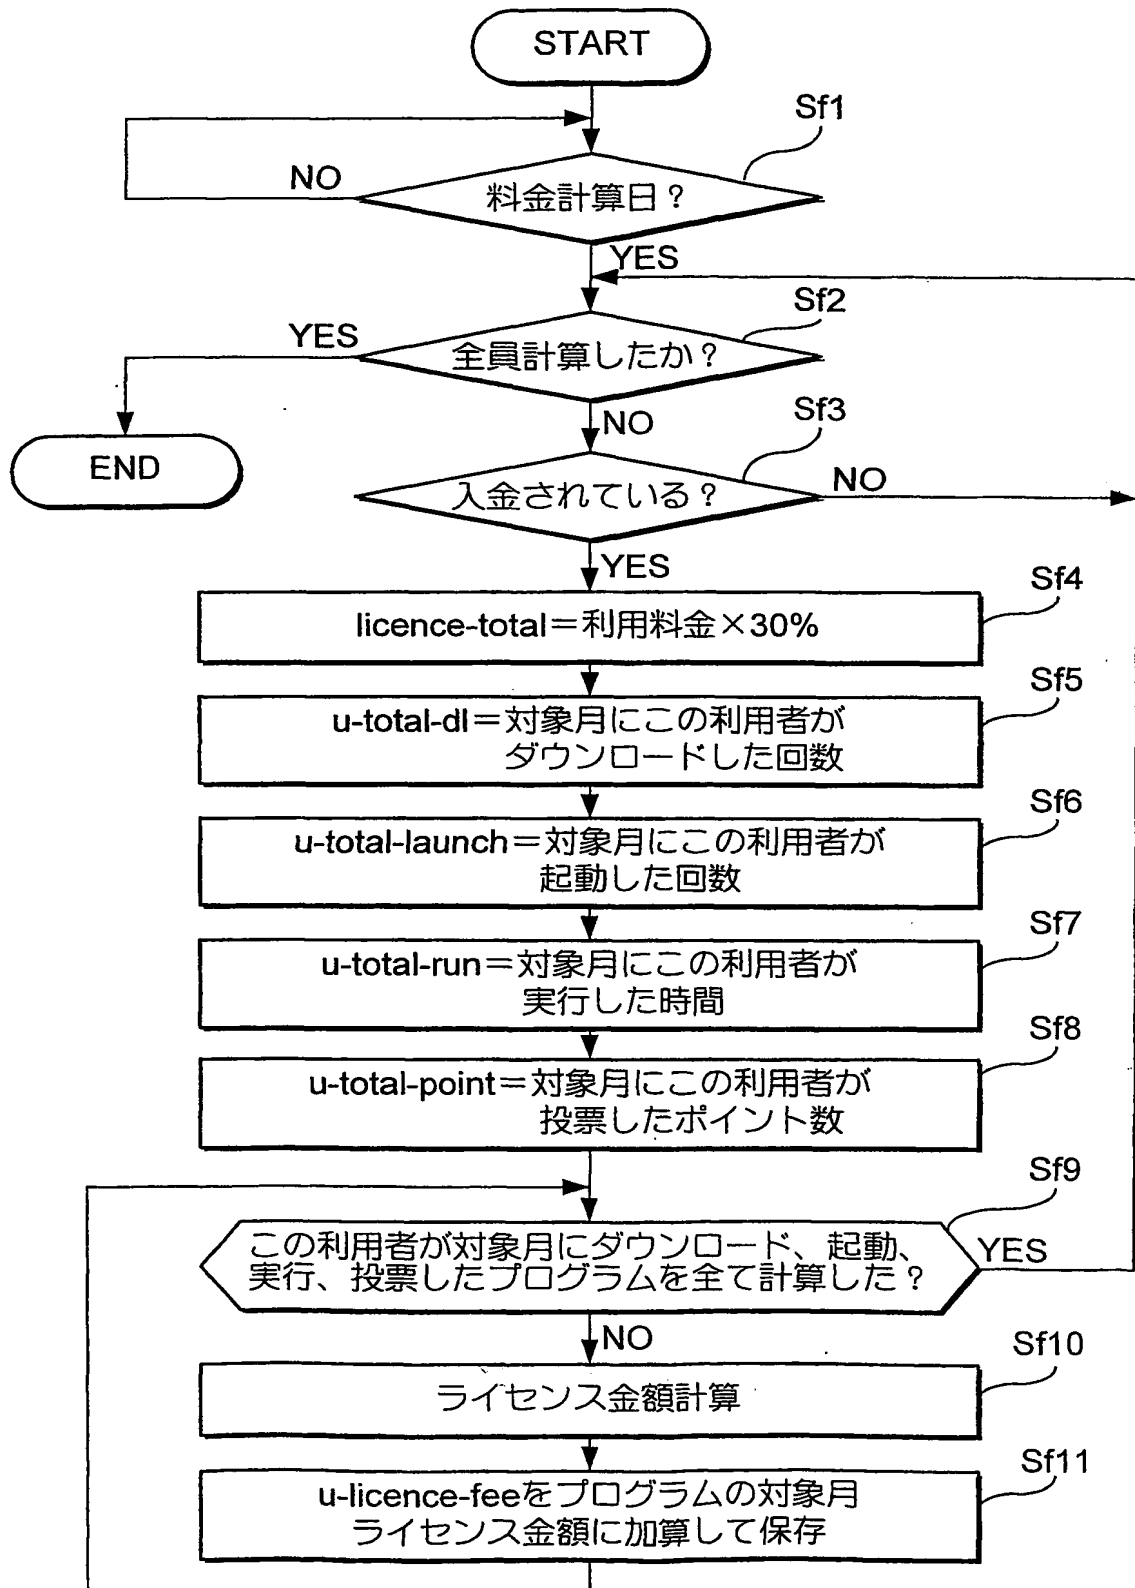 START
Sf1
NO
料金計算日？
YES
Sf2
YES
全員計算したか？
Sf3
NO
END
入金されている？
NO
YES
Sf4
licence-total＝利用料金×30%
Sf5
u-total-dl＝対象月にこの利用者が
ダウンロードした回数
Sf6
u-total-launch＝対象月にこの利用者が
起動した回数
Sf7
u-total-run＝対象月にこの利用者が
実行した時間
Sf8
u-total-point＝対象月にこの利用者が
投票したポイント数
Sf9
この利用者が対象月にダウンロード、起動、
実行、投票したプログラムを全て計算した？
YES
NO
Sf10
ライセンス金額計算
Sf11
u-licence-feeをプログラムの対象月
ライセンス金額に加算して保存